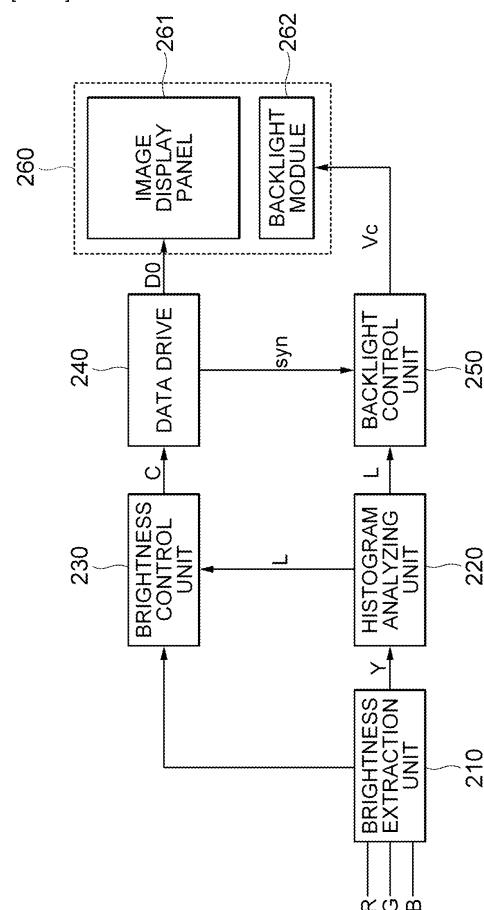 260
230
240
BRIGHTNESS
CONTROL
UNIT
C
DATA DRIVE
D0
IMAGE
DISPLAY
PANEL
261
L
syn
BACKLIGHT
MODULE
262
R
G
B
BRIGHTNESS
EXTRACTION
UNIT
210
Y
HISTOGRAM
ANALYZING
UNIT
220
L
BACKLIGHT
CONTROL
UNIT
250
Vc